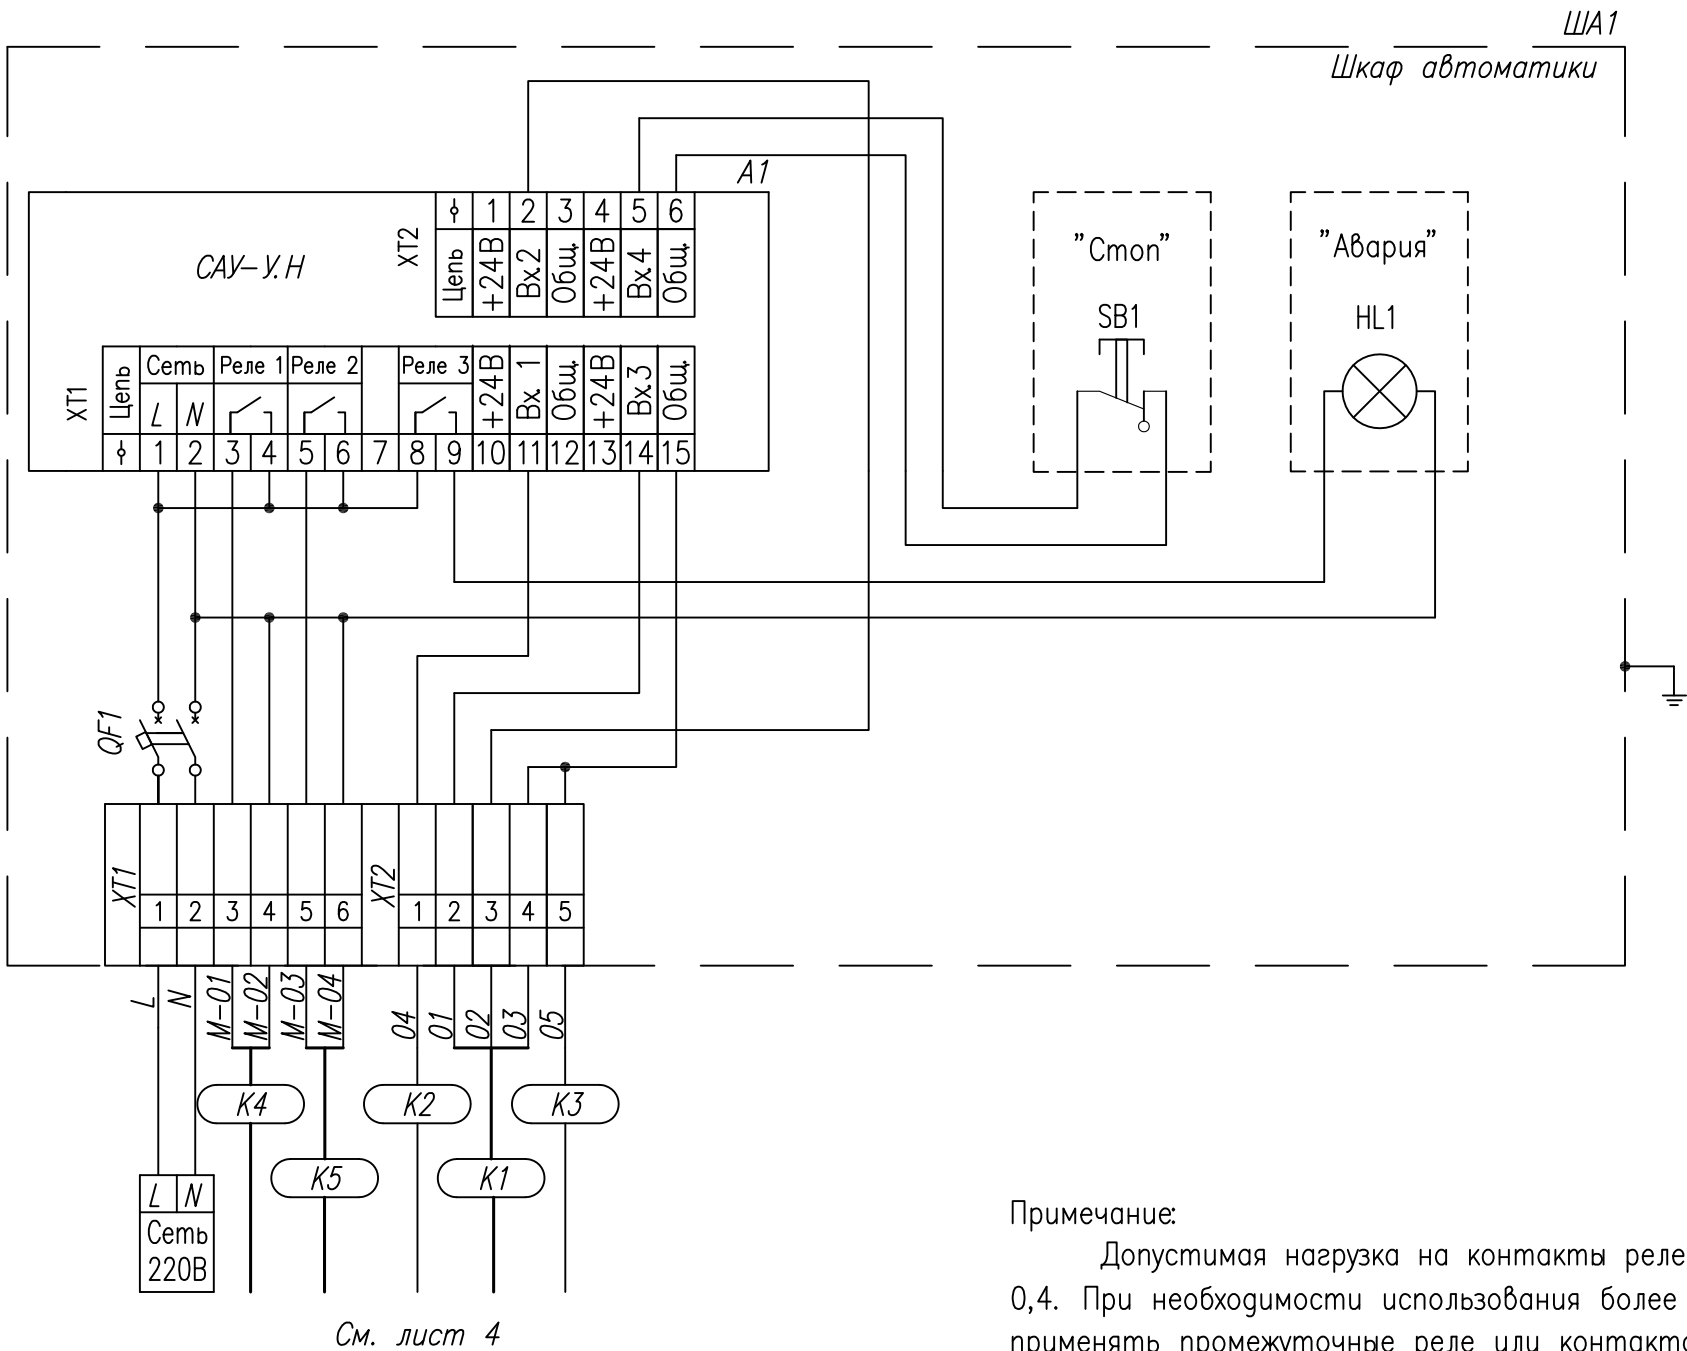 ША1
Шкаф автоматики
А1
САУ-У.Н
ХТ2
Цепь
1 2 3 4 5 6
+24В Вх.2 Общ. +24В Вх.4 Общ.
"Стоп"
SB1
"Авария"
HL1
ХТ1
Цепь
Сеть Реле 1 Реле 2 Реле 3
L N
+24В Вх. 1 Общ. +24В Вх.3 Общ.
1 2 3 4 5 6 7 8 9 10 11 12 13 14 15
QF1
ХТ1
1 2 3 4 5 6
ХТ2
1 2 3 4 5
L N М-01 М-02 М-03 М-04 04 01 02 03 05
К4 К2 К3
К5 К1
L N
Сеть
220В
См. лист 4
Примечание:
Допустимая нагрузка на контакты реле
0,4. При необходимости использования более
применять промежуточные реле или контакто